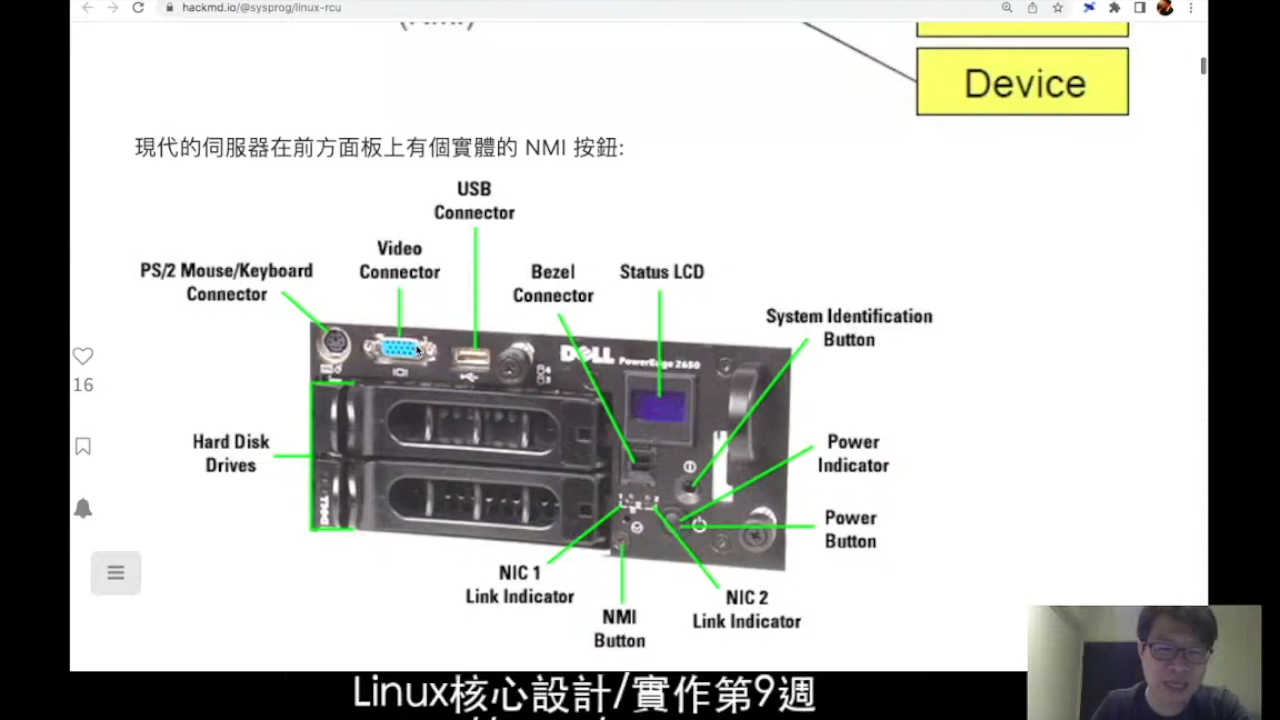 hackmd.io/@sysprog/linux-rcu
Device
現代的伺服器在前方面板上有個實體的 NMI 按鈕:
USB
Connector
Video
Connector
PS/2 Mouse/Keyboard
Connector
Bezel
Connector
Status LCD
System Identification
Button
DELL PowerEdge 2650
16
Hard Disk
Drives
Power
Indicator
Power
Button
DELL
NIC 1
Link Indicator
NMI
Button
NIC 2
Link Indicator
Linux核心設計/實作第9週